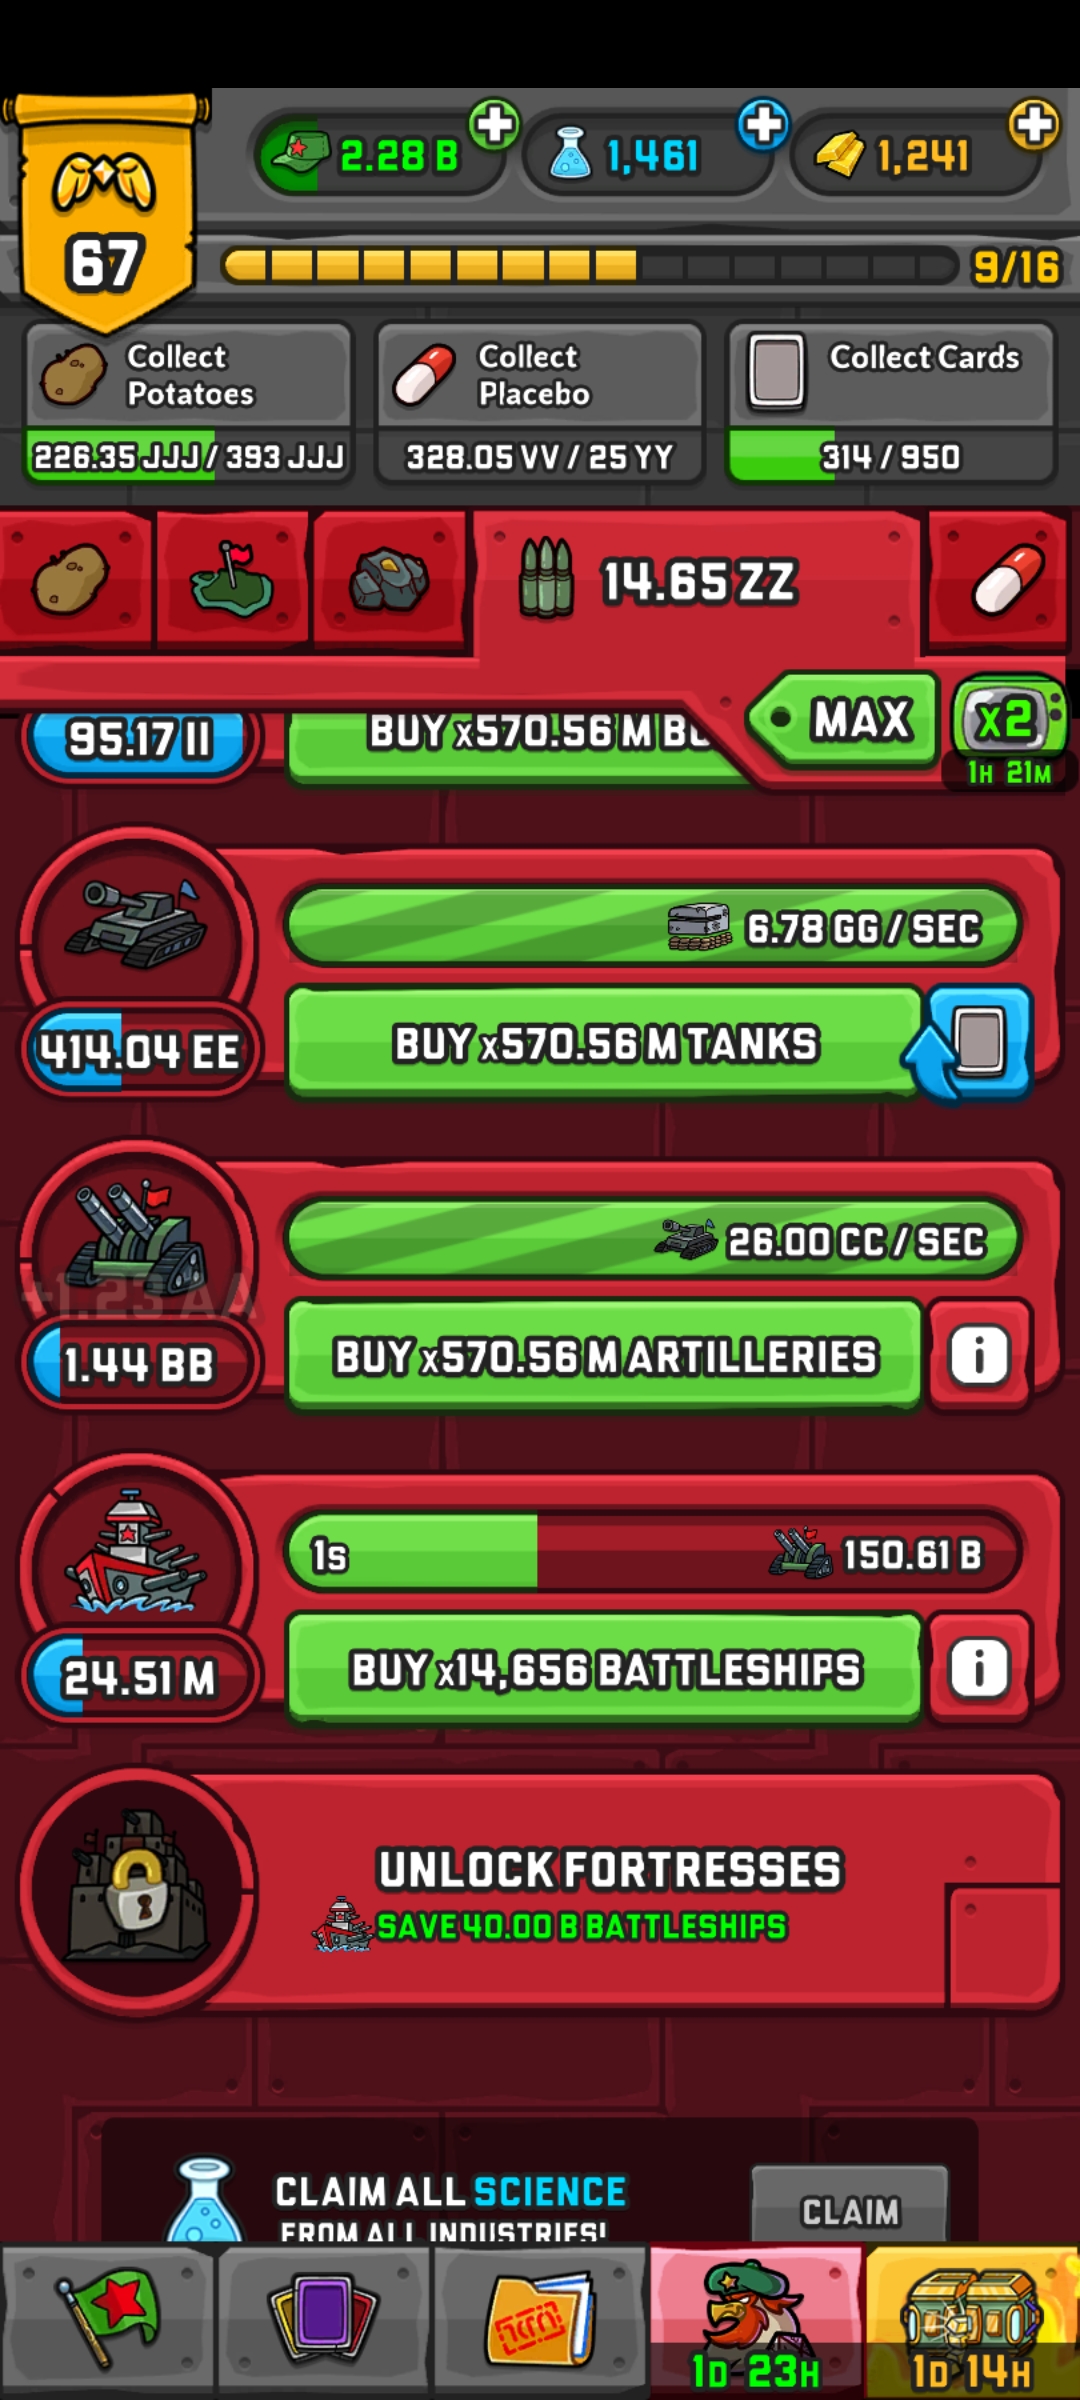 2.28 B
1,461
1,241
67
9/16
Collect
Potatoes
226.35 JJJ / 393 JJJ
Collect
Placebo
328.05 VV / 25 YY
Collect Cards
314 / 950
14.65 ZZ
MAX
x2
1H 21M
95.17 II
BUY x570.56 M
6.78 GG / SEC
414.04 EE
BUY x570.56 M TANKS
26.00 CC / SEC
+1.23 AA
1.44 BB
BUY x570.56 M ARTILLERIES
i
1s
150.61 B
24.51 M
BUY x14,656 BATTLESHIPS
i
UNLOCK FORTRESSES
SAVE 40.00 B BATTLESHIPS
CLAIM ALL SCIENCE
FROM ALL INDUSTRIES!
CLAIM
1D 23H
1D 14H